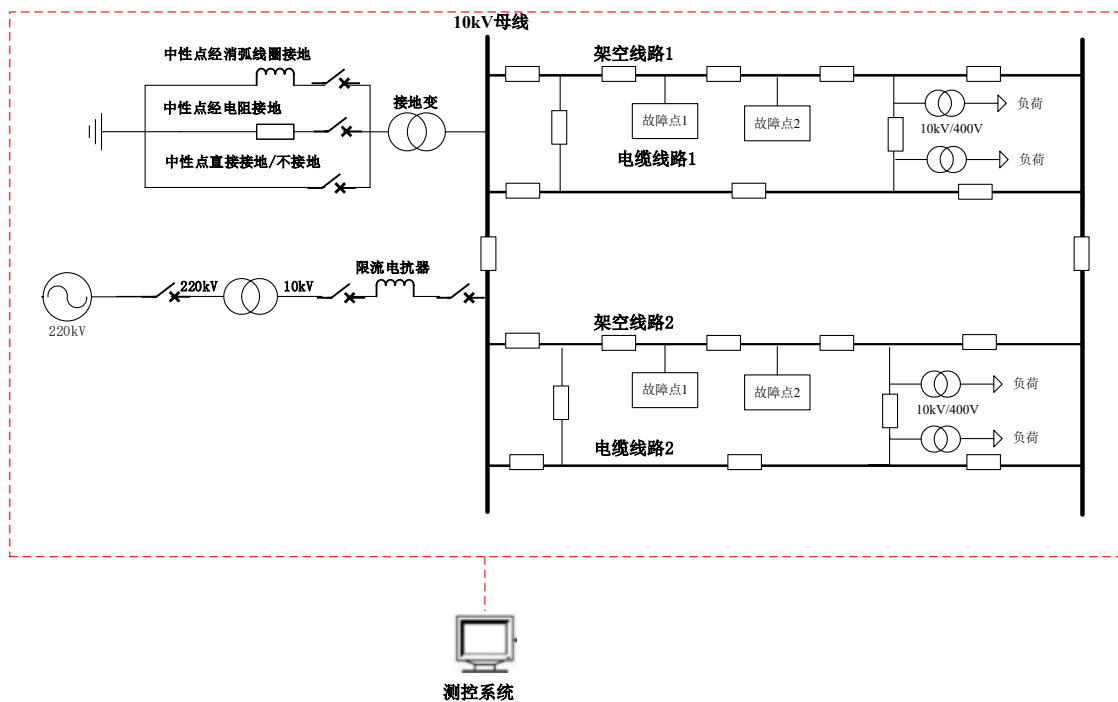 10kV母线
中性点经消弧线圈接地
架空线路1
接地变
负荷
中性点经电阻接地
故障点1
故障点2
10kV/400V
中性点直接接地/不接地
电缆线路1
负荷
限流电抗器
220kV
10kV
220kV
架空线路2
故障点1
故障点2
负荷
10kV/400V
电缆线路2
负荷
测控系统